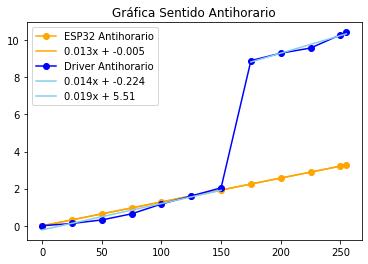 Gráfica Sentido Antihorario
ESP32 Antihorario
0.013x + -0.005
Driver Antihorario
0.014x + -0.224
0.019x + 5.51
10
8
6
4
2
0
0 50 100 150 200 250